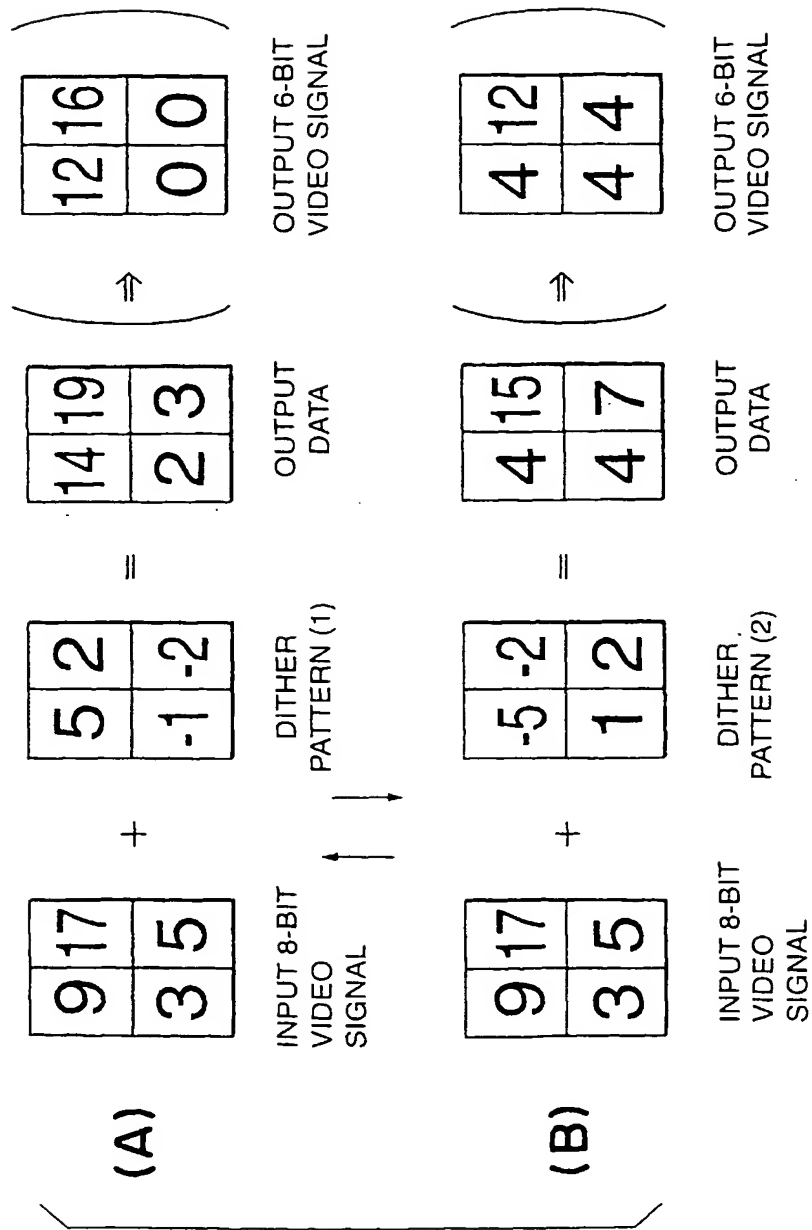 (A)
9 17
3 5
INPUT 8-BIT
VIDEO
SIGNAL
+
5 2
-1 -2
DITHER
PATTERN (1)
=
14 19
2 3
OUTPUT
DATA
(
⇒
12 16
0 0
OUTPUT 6-BIT
VIDEO SIGNAL
)
(B)
9 17
3 5
INPUT 8-BIT
VIDEO
SIGNAL
+
-5 -2
1 2
DITHER
PATTERN (2)
=
4 15
4 7
OUTPUT
DATA
(
⇒
4 12
4 4
OUTPUT 6-BIT
VIDEO SIGNAL
)